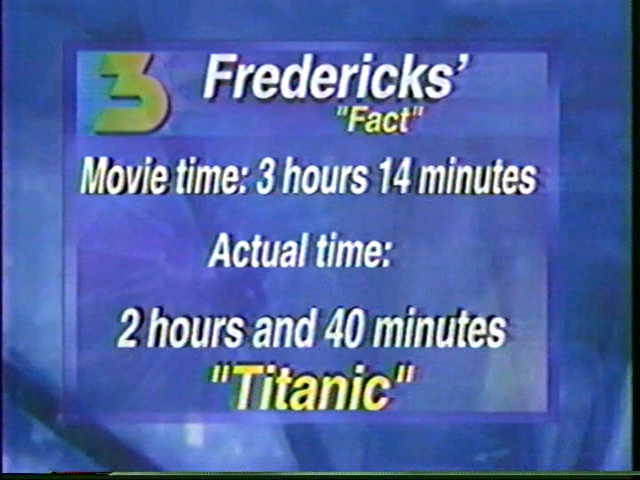 3
Fredericks'
"Fact"
Movie time: 3 hours 14 minutes
Actual time:
2 hours and 40 minutes
"Titanic"